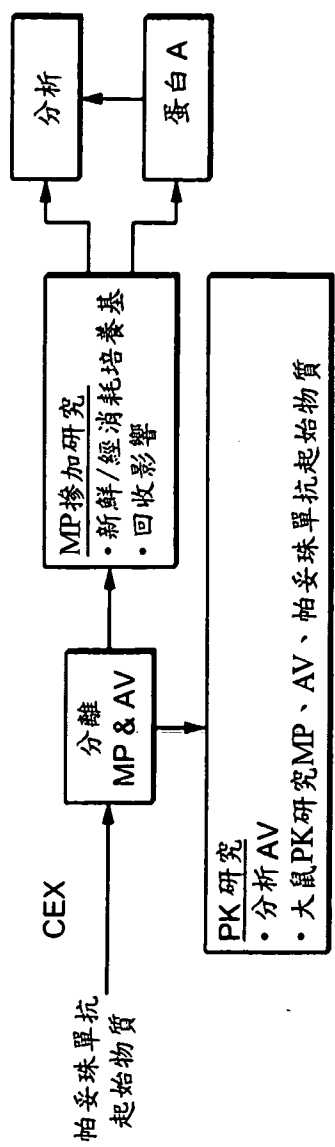 帕妥珠單抗
起始物質
CEX
分離
MP & AV
MP摻加研究
• 新鮮/經消耗培養基
• 回收影響
分析
蛋白A
PK研究
• 分析AV
• 大鼠PK研究MP、AV、帕妥珠單抗起始物質